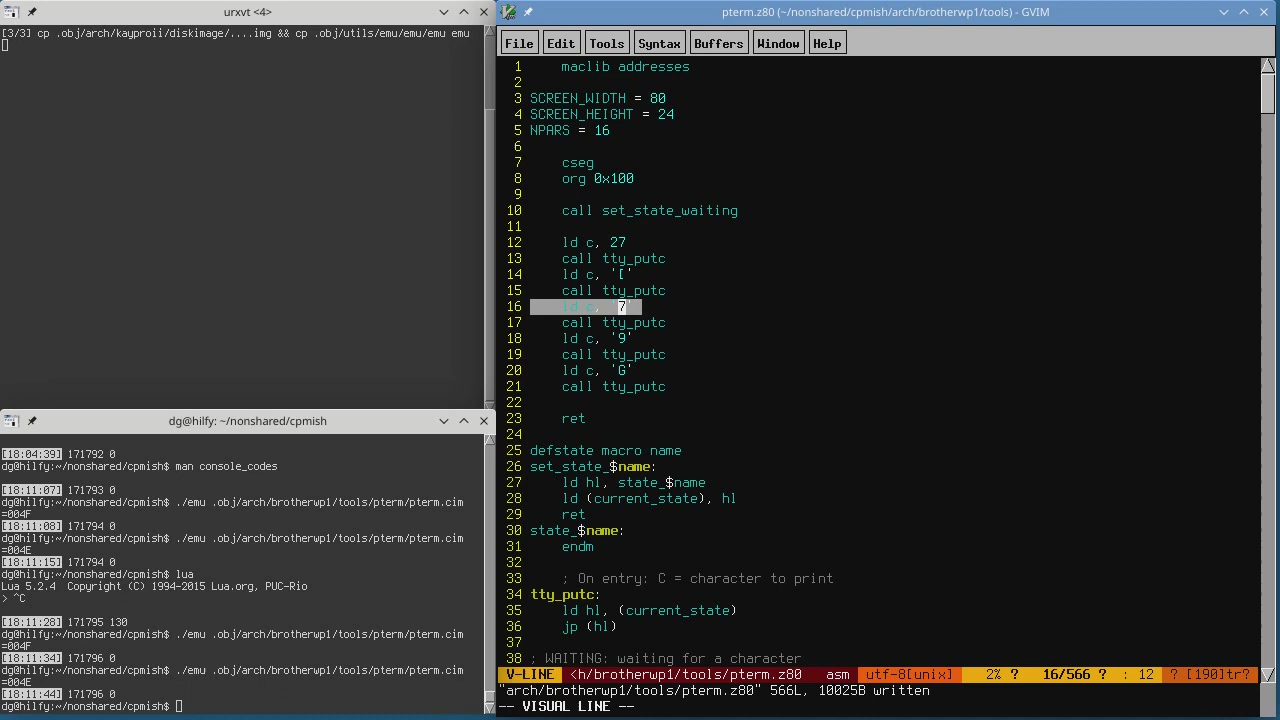 urxvt <4>
[3/3] cp .obj/arch/kayproii/diskimage/....img && cp .obj/utils/emu/emu/emu emu
dg@hilfy: ~/nonshared/cpmish
[18:04:39] 171792 0
dg@hilfy:~/nonshared/cpmish$ man console_codes
[18:11:07] 171793 0
dg@hilfy:~/nonshared/cpmish$ ./emu .obj/arch/brotherwp1/tools/pterm/pterm.cim
=004F
[18:11:08] 171794 0
dg@hilfy:~/nonshared/cpmish$ ./emu .obj/arch/brotherwp1/tools/pterm/pterm.cim
=004E
[18:11:15] 171794 0
dg@hilfy:~/nonshared/cpmish$ lua
Lua 5.2.4  Copyright (C) 1994-2015 Lua.org, PUC-Rio
> ^C
[18:11:28] 171795 130
dg@hilfy:~/nonshared/cpmish$ ./emu .obj/arch/brotherwp1/tools/pterm/pterm.cim
=004F
[18:11:34] 171796 0
dg@hilfy:~/nonshared/cpmish$ ./emu .obj/arch/brotherwp1/tools/pterm/pterm.cim
=004E
[18:11:44] 171796 0
dg@hilfy:~/nonshared/cpmish$
pterm.z80 (~/nonshared/cpmish/arch/brotherwp1/tools) - GVIM
File Edit Tools Syntax Buffers Window Help
1     maclib addresses
2
3 SCREEN_WIDTH = 80
4 SCREEN_HEIGHT = 24
5 NPARS = 16
6
7     cseg
8     org 0x100
9
10     call set_state_waiting
11
12     ld c, 27
13     call tty_putc
14     ld c, '['
15     call tty_putc
16     ld c, '7'
17     call tty_putc
18     ld c, '9'
19     call tty_putc
20     ld c, 'G'
21     call tty_putc
22
23     ret
24
25 defstate macro name
26 set_state_$name:
27     ld hl, state_$name
28     ld (current_state), hl
29     ret
30 state_$name:
31     endm
32
33     ; On entry: C = character to print
34 tty_putc:
35     ld hl, (current_state)
36     jp (hl)
37
38 ; WAITING: waiting for a character
V-LINE <h/brotherwp1/tools/pterm.z80 asm utf-8[unix] 2% ? 16/566 ? : 12 ? [190]tr?
"arch/brotherwp1/tools/pterm.z80" 566L, 10025B written
-- VISUAL LINE --